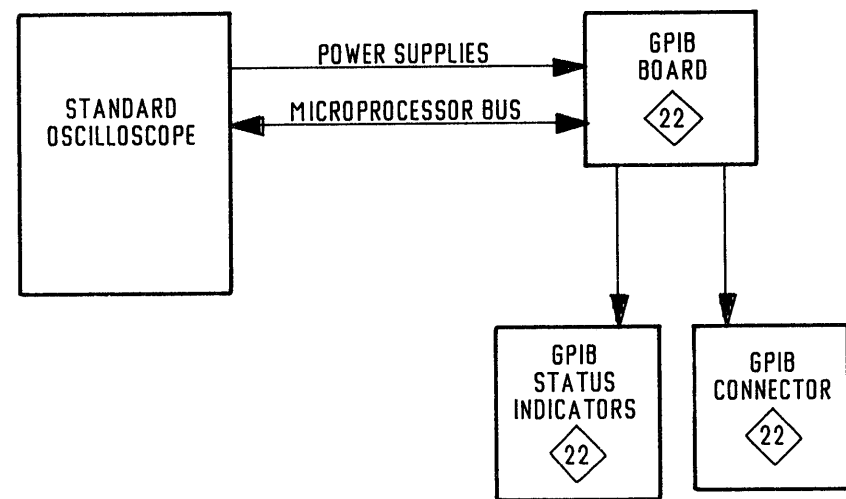 POWER SUPPLIES
MICROPROCESSOR BUS
STANDARD
OSCILLOSCOPE
GPIB
BOARD
22
GPIB
STATUS
INDICATORS
22
GPIB
CONNECTOR
22